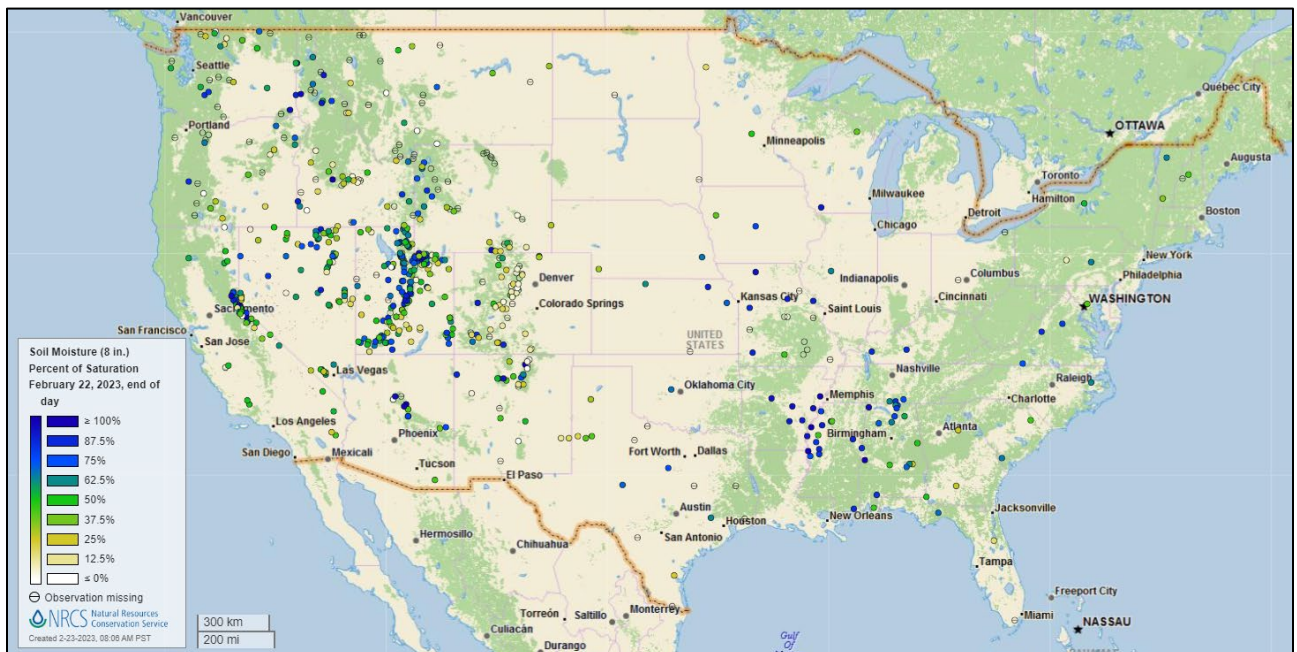 Vancouver
Seattle
Portland
Québec City
OTTAWA
Augusta
Minneapolis
Toronto
Hamilton
Milwaukee
Detroit
Boston
Chicago
New York
Denver
Indianapolis
Columbus
Philadelphia
Sacramento
Colorado Springs
Kansas City
Cincinnati
WASHINGTON
San Francisco
San Jose
UNITED
STATES
Saint Louis
Las Vegas
Nashville
Raleigh
Oklahoma City
Memphis
Charlotte
Los Angeles
Phoenix
Birmingham
Atlanta
San Diego
Mexicali
Tucson
Fort Worth
Dallas
El Paso
Austin
Houston
New Orleans
Jacksonville
Hermosillo
San Antonio
Chihuahua
Tampa
Freeport City
Torreón
Saltillo
Monterrey
Miami
Culiacán
Durango
Gulf
Of
NASSAU
Soil Moisture (8 in.)
Percent of Saturation
February 22, 2023, end of
day
≥ 100%
87.5%
75%
62.5%
50%
37.5%
25%
12.5%
≤ 0%
Observation missing
NRCS Natural Resources
Conservation Service
Created 2-23-2023, 08:06 AM PST
300 km
200 mi